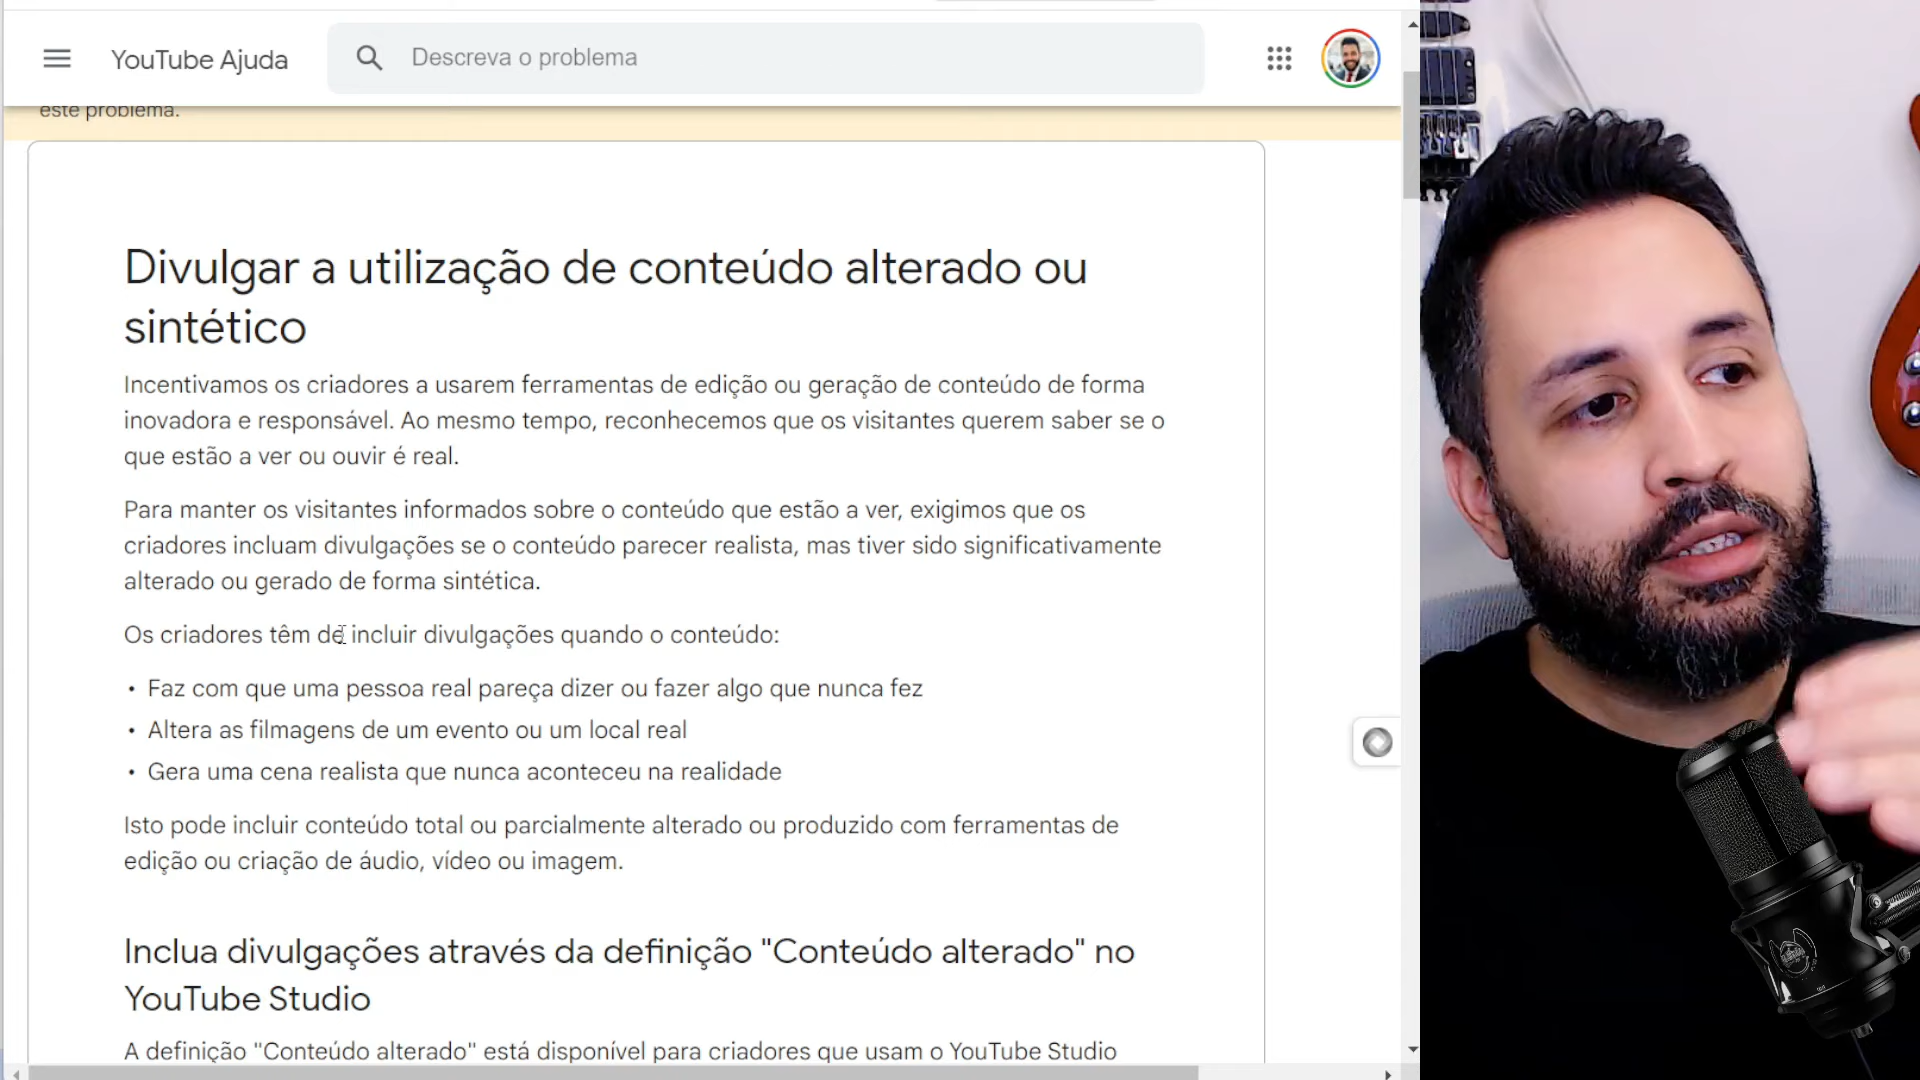 YouTube Ajuda
Descreva o problema
este problema.
Divulgar a utilização de conteúdo alterado ou
sintético
Incentivamos os criadores a usarem ferramentas de edição ou geração de conteúdo de forma
inovadora e responsável. Ao mesmo tempo, reconhecemos que os visitantes querem saber se o
que estão a ver ou ouvir é real.
Para manter os visitantes informados sobre o conteúdo que estão a ver, exigimos que os
criadores incluam divulgações se o conteúdo parecer realista, mas tiver sido significativamente
alterado ou gerado de forma sintética.
Os criadores têm de incluir divulgações quando o conteúdo:
• Faz com que uma pessoa real pareça dizer ou fazer algo que nunca fez
• Altera as filmagens de um evento ou um local real
• Gera uma cena realista que nunca aconteceu na realidade
Isto pode incluir conteúdo total ou parcialmente alterado ou produzido com ferramentas de
edição ou criação de áudio, vídeo ou imagem.
Inclua divulgações através da definição "Conteúdo alterado" no
YouTube Studio
A definição "Conteúdo alterado" está disponível para criadores que usam o YouTube Studio